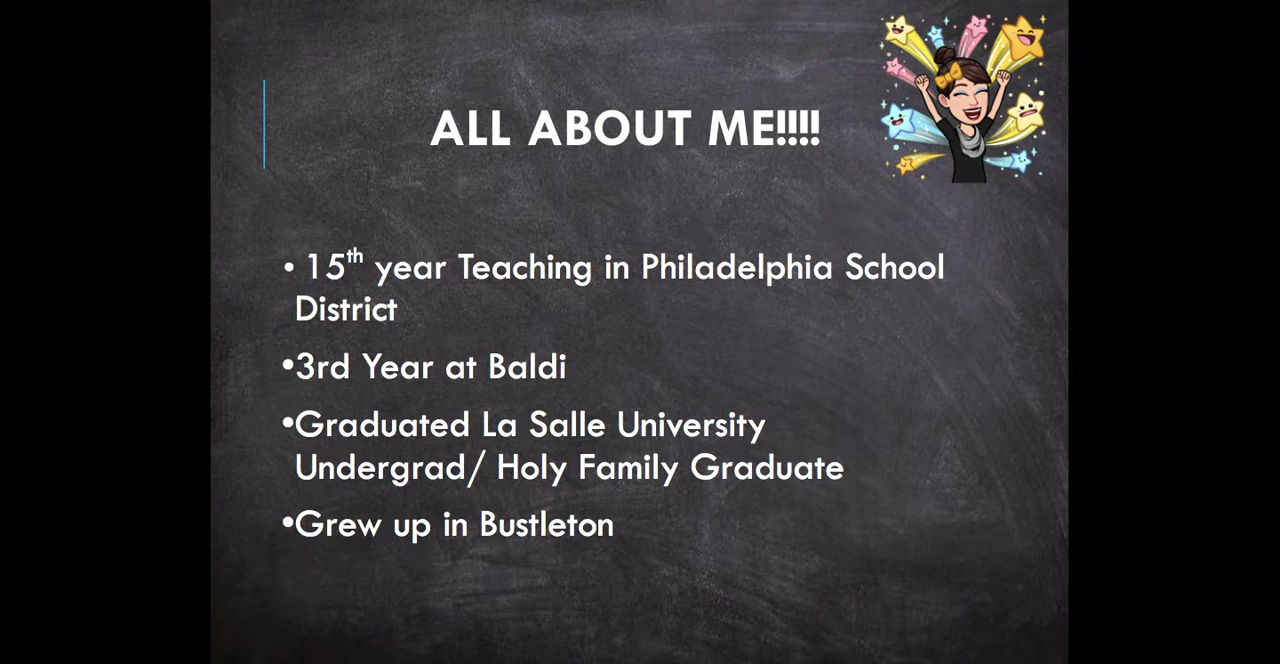 ALL ABOUT ME!!!!
• 15th year Teaching in Philadelphia School
District
•3rd Year at Baldi
•Graduated La Salle University
Undergrad/ Holy Family Graduate
•Grew up in Bustleton